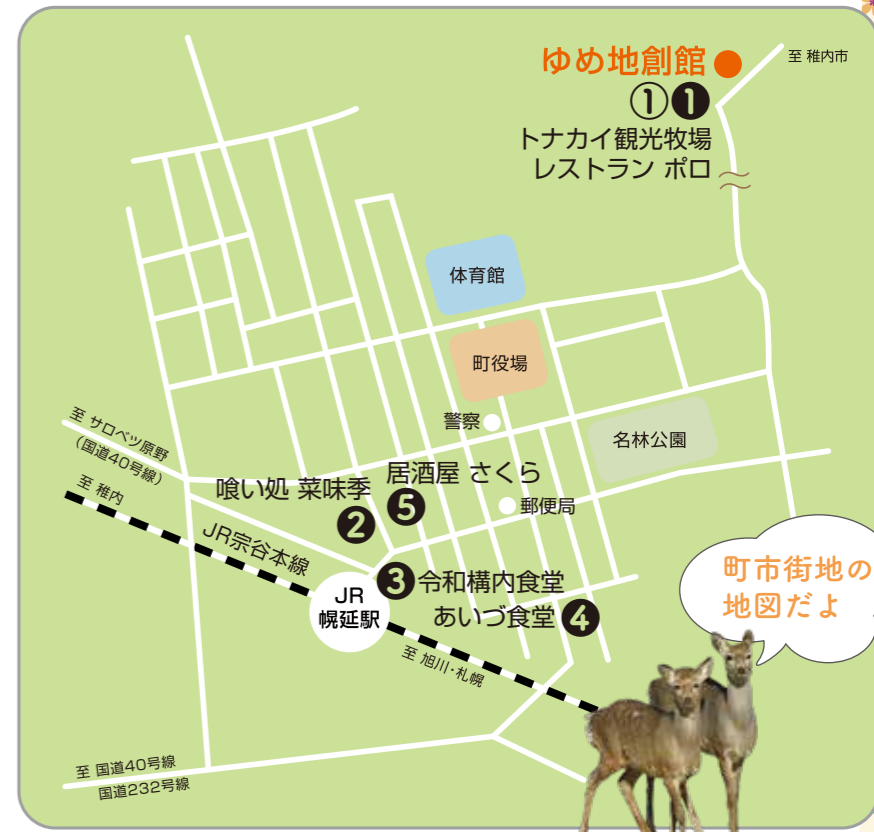 ゆめ地創館
至 稚内市
①❶
トナカイ観光牧場
レストラン ポロ
体育館
町役場
警察
名林公園
至 サロベツ原野
(国道40号線)
至 稚内
喰い処 菜味季
❷
居酒屋 さくら
❺
郵便局
JR宗谷本線
JR
幌延駅
❸令和構内食堂
あいづ食堂❹
至 旭川・札幌
町市街地の
地図だよ
至 国道40号線
国道232号線